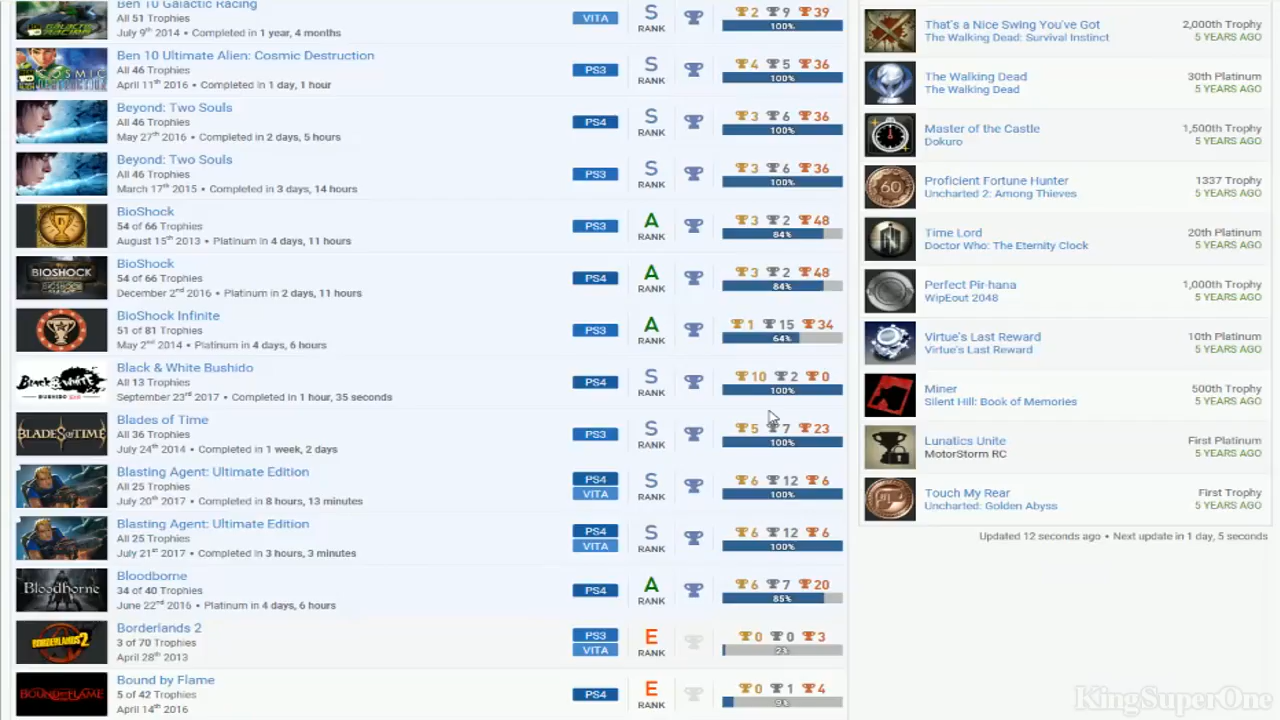 Ben 10 Galactic Racing
All 51 Trophies
July 9th 2014 • Completed in 1 year, 4 months
VITA
S
RANK
2 9 39
100%
Ben 10 Ultimate Alien: Cosmic Destruction
All 46 Trophies
April 11th 2016 • Completed in 1 day, 1 hour
PS3
S
RANK
4 5 36
100%
Beyond: Two Souls
All 46 Trophies
May 27th 2016 • Completed in 2 days, 5 hours
PS4
S
RANK
3 6 36
100%
Beyond: Two Souls
All 46 Trophies
March 17th 2015 • Completed in 3 days, 14 hours
PS3
S
RANK
3 6 36
100%
BioShock
54 of 66 Trophies
August 15th 2013 • Platinum in 4 days, 11 hours
PS3
A
RANK
3 2 48
84%
BIOSHOCK
BioShock
54 of 66 Trophies
December 2nd 2016 • Platinum in 2 days, 11 hours
PS4
A
RANK
3 2 48
84%
BioShock Infinite
51 of 81 Trophies
May 2nd 2014 • Platinum in 4 days, 6 hours
PS3
A
RANK
1 15 34
64%
Black & White
BUSHIDO
Black & White Bushido
All 13 Trophies
September 23rd 2017 • Completed in 1 hour, 35 seconds
PS4
S
RANK
10 2 0
100%
BLADES OF TIME
Blades of Time
All 36 Trophies
July 24th 2014 • Completed in 1 week, 2 days
PS3
S
RANK
5 7 23
100%
Blasting Agent: Ultimate Edition
All 25 Trophies
July 20th 2017 • Completed in 8 hours, 13 minutes
PS4
VITA
S
RANK
6 12 6
100%
Blasting Agent: Ultimate Edition
All 25 Trophies
July 21st 2017 • Completed in 3 hours, 3 minutes
PS4
VITA
S
RANK
6 12 6
100%
Bloodborne
Bloodborne
34 of 40 Trophies
June 22nd 2016 • Platinum in 4 days, 6 hours
PS4
A
RANK
6 7 20
85%
BORDERLANDS 2
Borderlands 2
3 of 70 Trophies
April 28th 2013
PS3
VITA
E
RANK
0 0 3
2%
BOUND BY FLAME
Bound by Flame
5 of 42 Trophies
April 14th 2016
PS4
E
RANK
0 1 4
9%
That's a Nice Swing You've Got
The Walking Dead: Survival Instinct
2,000th Trophy
5 YEARS AGO
The Walking Dead
The Walking Dead
30th Platinum
5 YEARS AGO
Master of the Castle
Dokuro
1,500th Trophy
5 YEARS AGO
60
Proficient Fortune Hunter
Uncharted 2: Among Thieves
1337 Trophy
5 YEARS AGO
Time Lord
Doctor Who: The Eternity Clock
20th Platinum
5 YEARS AGO
Perfect Pir-hana
WipEout 2048
1,000th Trophy
5 YEARS AGO
Virtue's Last Reward
Virtue's Last Reward
10th Platinum
5 YEARS AGO
Miner
Silent Hill: Book of Memories
500th Trophy
5 YEARS AGO
Lunatics Unite
MotorStorm RC
First Platinum
5 YEARS AGO
Touch My Rear
Uncharted: Golden Abyss
First Trophy
5 YEARS AGO
Updated 12 seconds ago • Next update in 1 day, 5 seconds
KingSuperOne